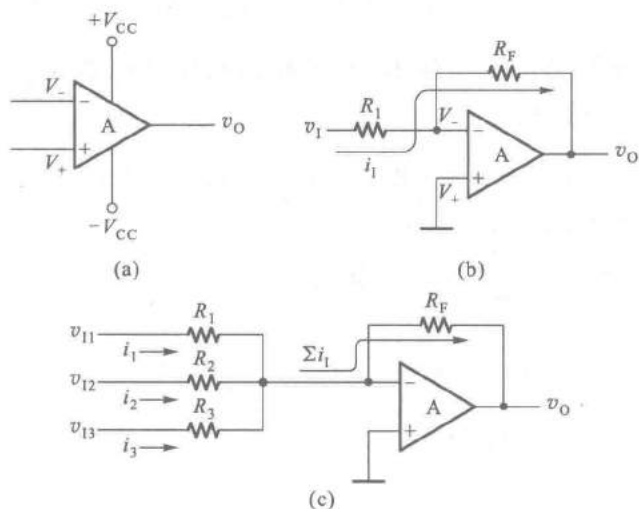 +V_CC
V_−
−
A
v_O
+
V_+
−V_CC
(a)
R_F
R_1
v_I
V_−
−
i_I
A
v_O
V_+
+
(b)
R_1
R_F
v_I1
i_1
Σi_I
R_2
v_I2
−
i_2
A
v_O
R_3
v_I3
+
i_3
(c)